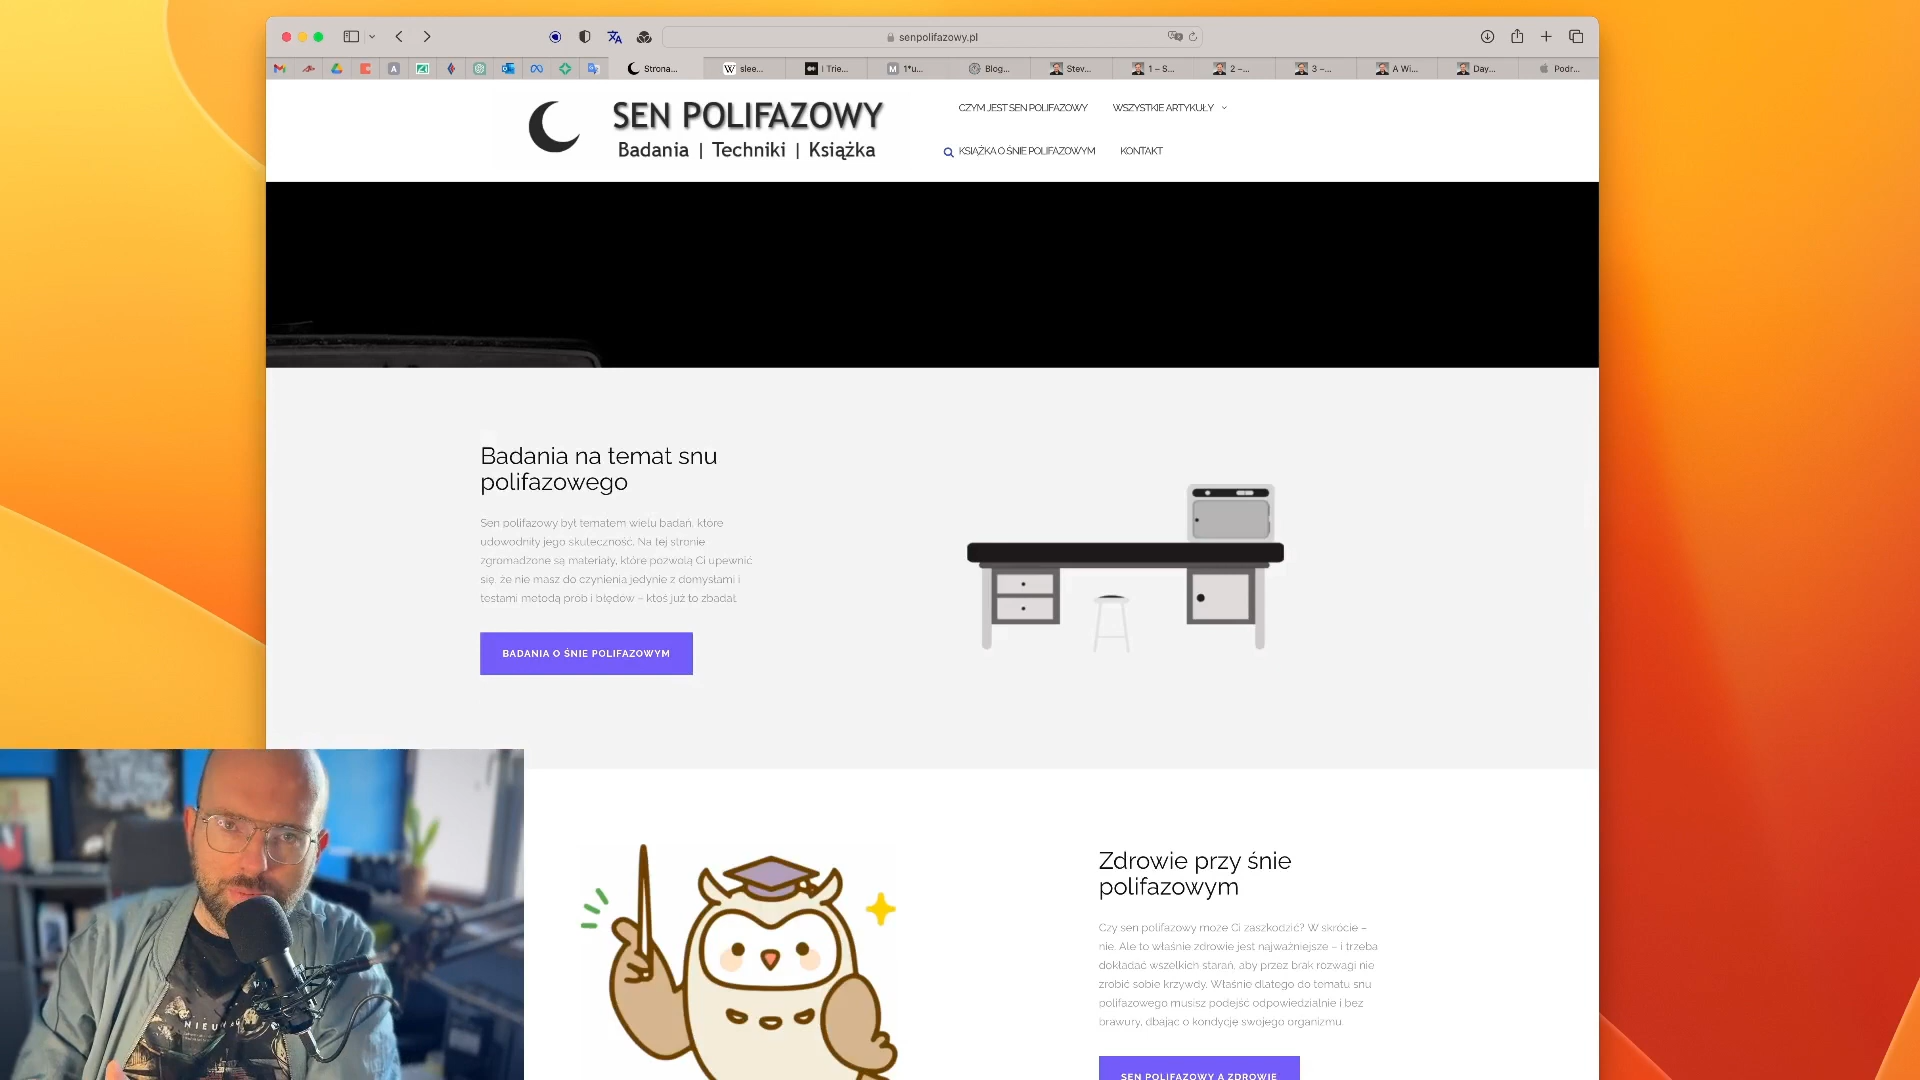 senpolifazowy.pl
Strona...
slee...
I Trie...
1*u...
Blog...
Stev...
1 – S...
2 –...
3 –...
A Wi...
Day...
Podr...
SEN POLIFAZOWY
Badania | Techniki | Książka
CZYM JEST SEN POLIFAZOWY
WSZYSTKIE ARTYKUŁY
KSIĄŻKA O ŚNIE POLIFAZOWYM
KONTAKT
Badania na temat snu
polifazowego
Sen polifazowy był tematem wielu badań, które
udowodniły jego skuteczność. Na tej stronie
zgromadzone są materiały, które pozwolą Ci upewnić
się, że nie masz do czynienia jedynie z domysłami i
testami metodą prób i błędów – ktoś już to zbadał.
BADANIA O ŚNIE POLIFAZOWYM
Zdrowie przy śnie
polifazowym
Czy sen polifazowy może Ci zaszkodzić? W skrócie –
nie. Ale to właśnie zdrowie jest najważniejsze – i trzeba
dokładać wszelkich starań, aby przez brak rozwagi nie
zrobić sobie krzywdy. Właśnie dlatego do tematu snu
polifazowego musisz podejść odpowiedzialnie i bez
brawury, dbając o kondycję swojego organizmu.
SEN POLIFAZOWY A ZDROWIE